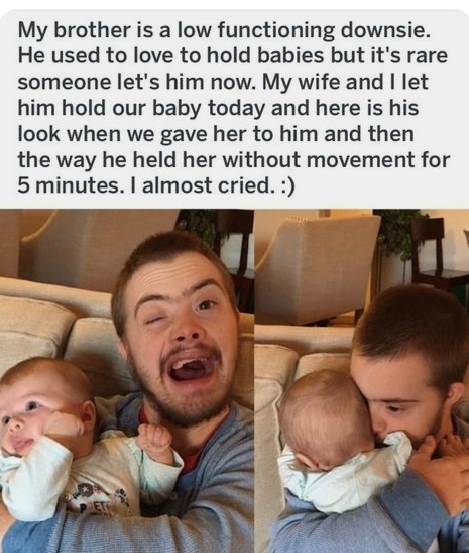 My brother is a low functioning downsie.
He used to love to hold babies but it's rare
someone let's him now. My wife and I let
him hold our baby today and here is his
look when we gave her to him and then
the way he held her without movement for
5 minutes. I almost cried. :)